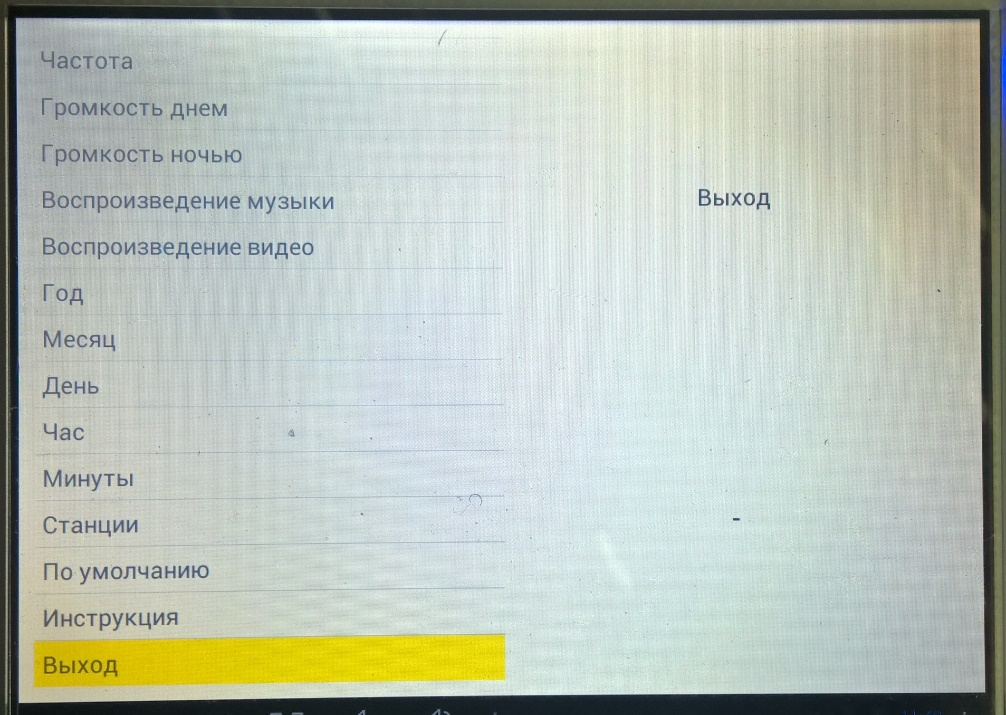 Частота
Громкость днем
Громкость ночью
Воспроизведение музыки
Выход
Воспроизведение видео
Год
Месяц
День
Час
Минуты
Станции
-
По умолчанию
Инструкция
Выход